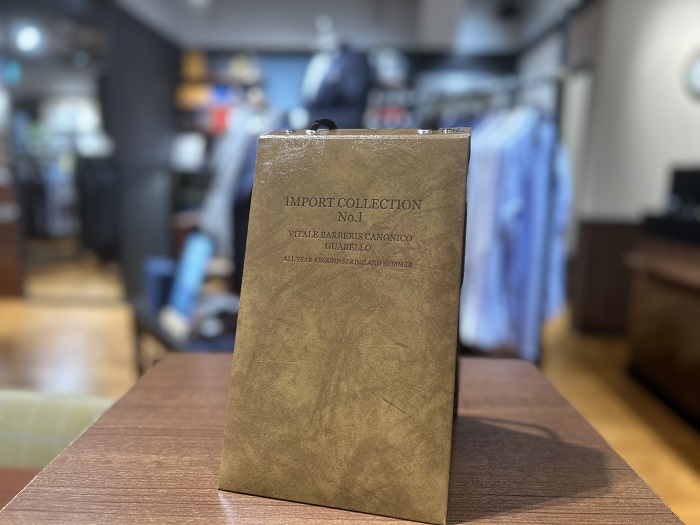 IMPORT COLLECTION
No.1
VITALE BARBERIS CANONICO
GUABELLO
ALL YEAR AROUND SPRING AND SUMMER